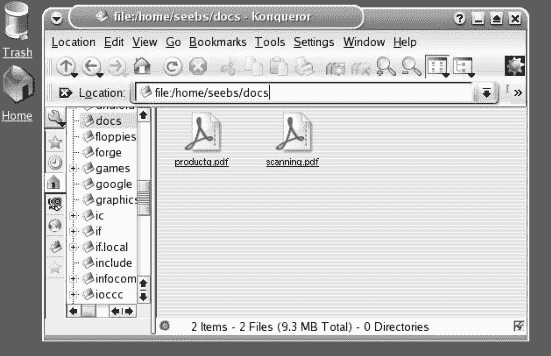 file:/home/seebs/docs - Konqueror
Trash
Home
Location Edit View Go Bookmarks Tools Settings Window Help
Location: file:/home/seebs/docs
docs
floppies
forge
games
google
graphics
ic
if
if.local
include
infocom
ioccc
productg.pdf
scanning.pdf
2 Items - 2 Files (9.3 MB Total) - 0 Directories